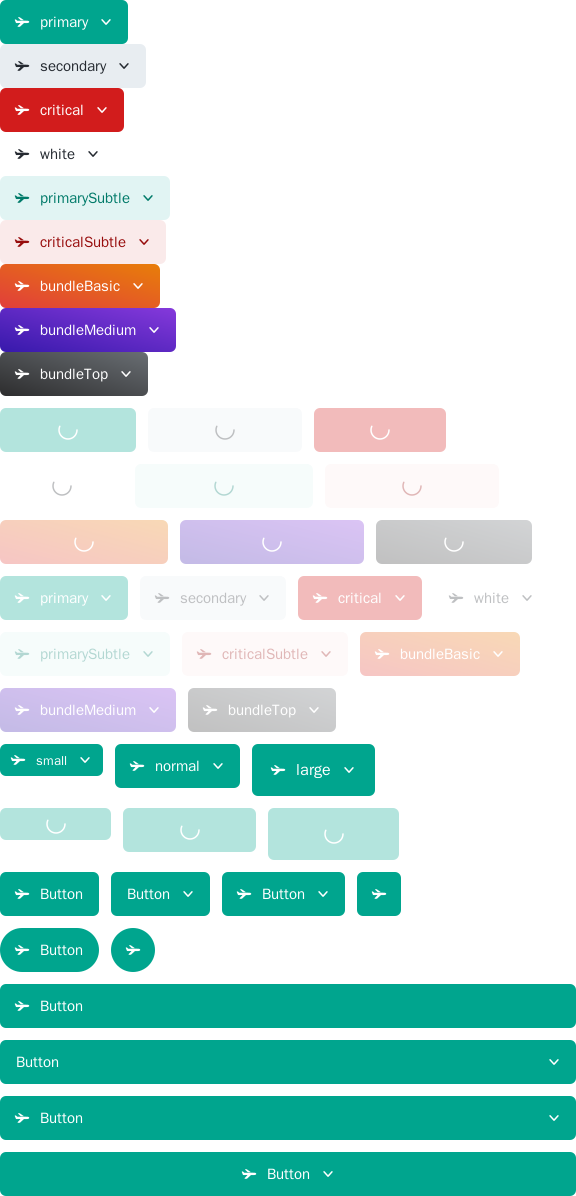 primary
secondary
critical
white
primarySubtle
criticalSubtle
bundleBasic
bundleMedium
bundleTop
primary secondary critical white
primarySubtle criticalSubtle bundleBasic
bundleMedium bundleTop
small normal large
Button Button Button
Button
Button
Button
Button
Button